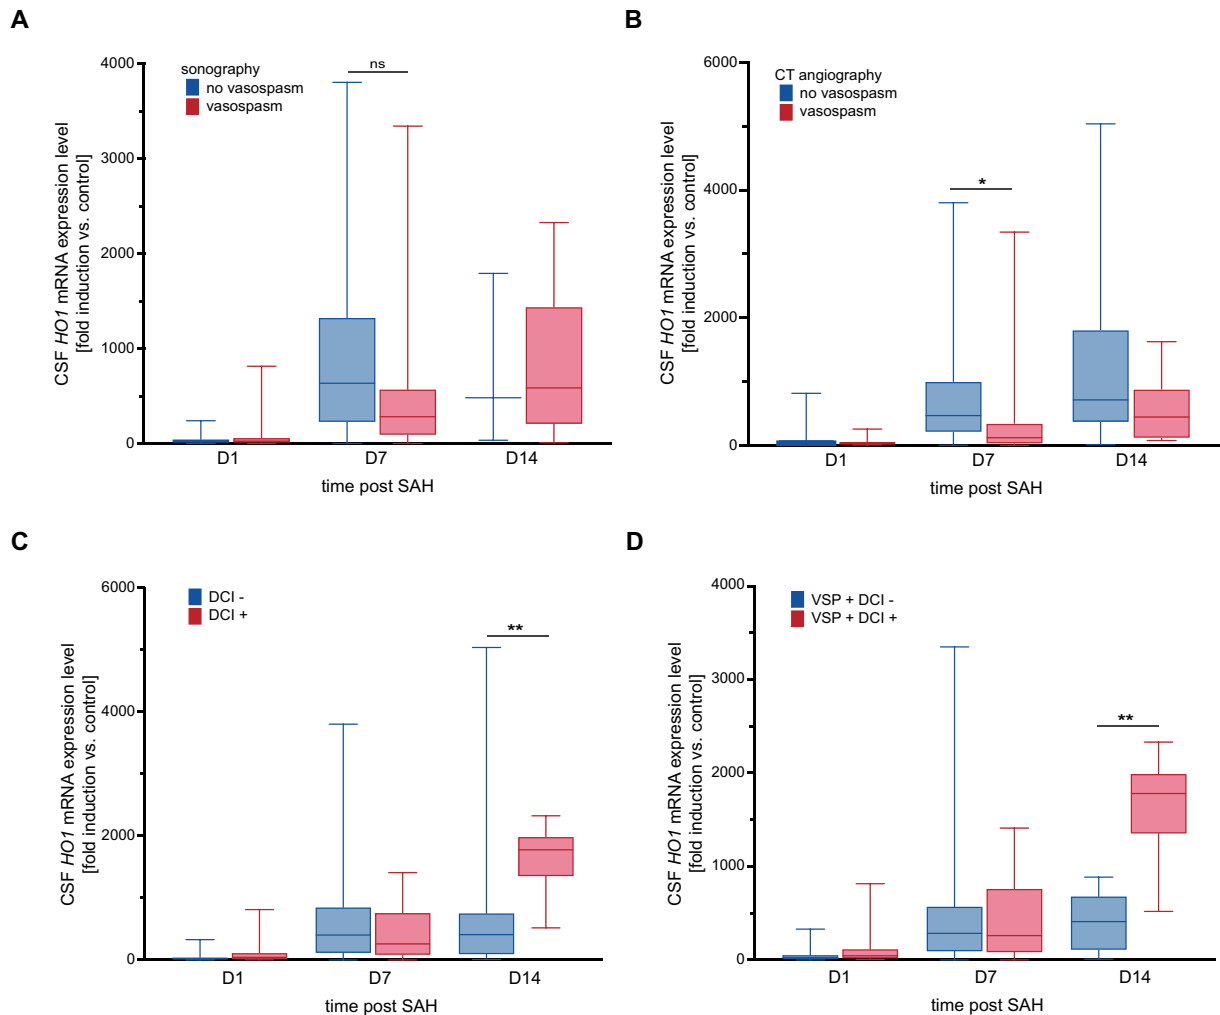 A
sonography
no vasospasm
vasospasm
ns
4000
3000
2000
1000
0
CSF HO1 mRNA expression level
[fold induction vs. control]
D1
D7
D14
time post SAH
B
CT angiography
no vasospasm
vasospasm
*
6000
4000
2000
0
CSF HO1 mRNA expression level
[fold induction vs. control]
D1
D7
D14
time post SAH
C
DCI -
DCI +
**
6000
4000
2000
0
CSF HO1 mRNA expression level
[fold induction vs. control]
D1
D7
D14
time post SAH
D
VSP + DCI -
VSP + DCI +
**
4000
3000
2000
1000
0
CSF HO1 mRNA expression level
[fold induction vs. control]
D1
D7
D14
time post SAH